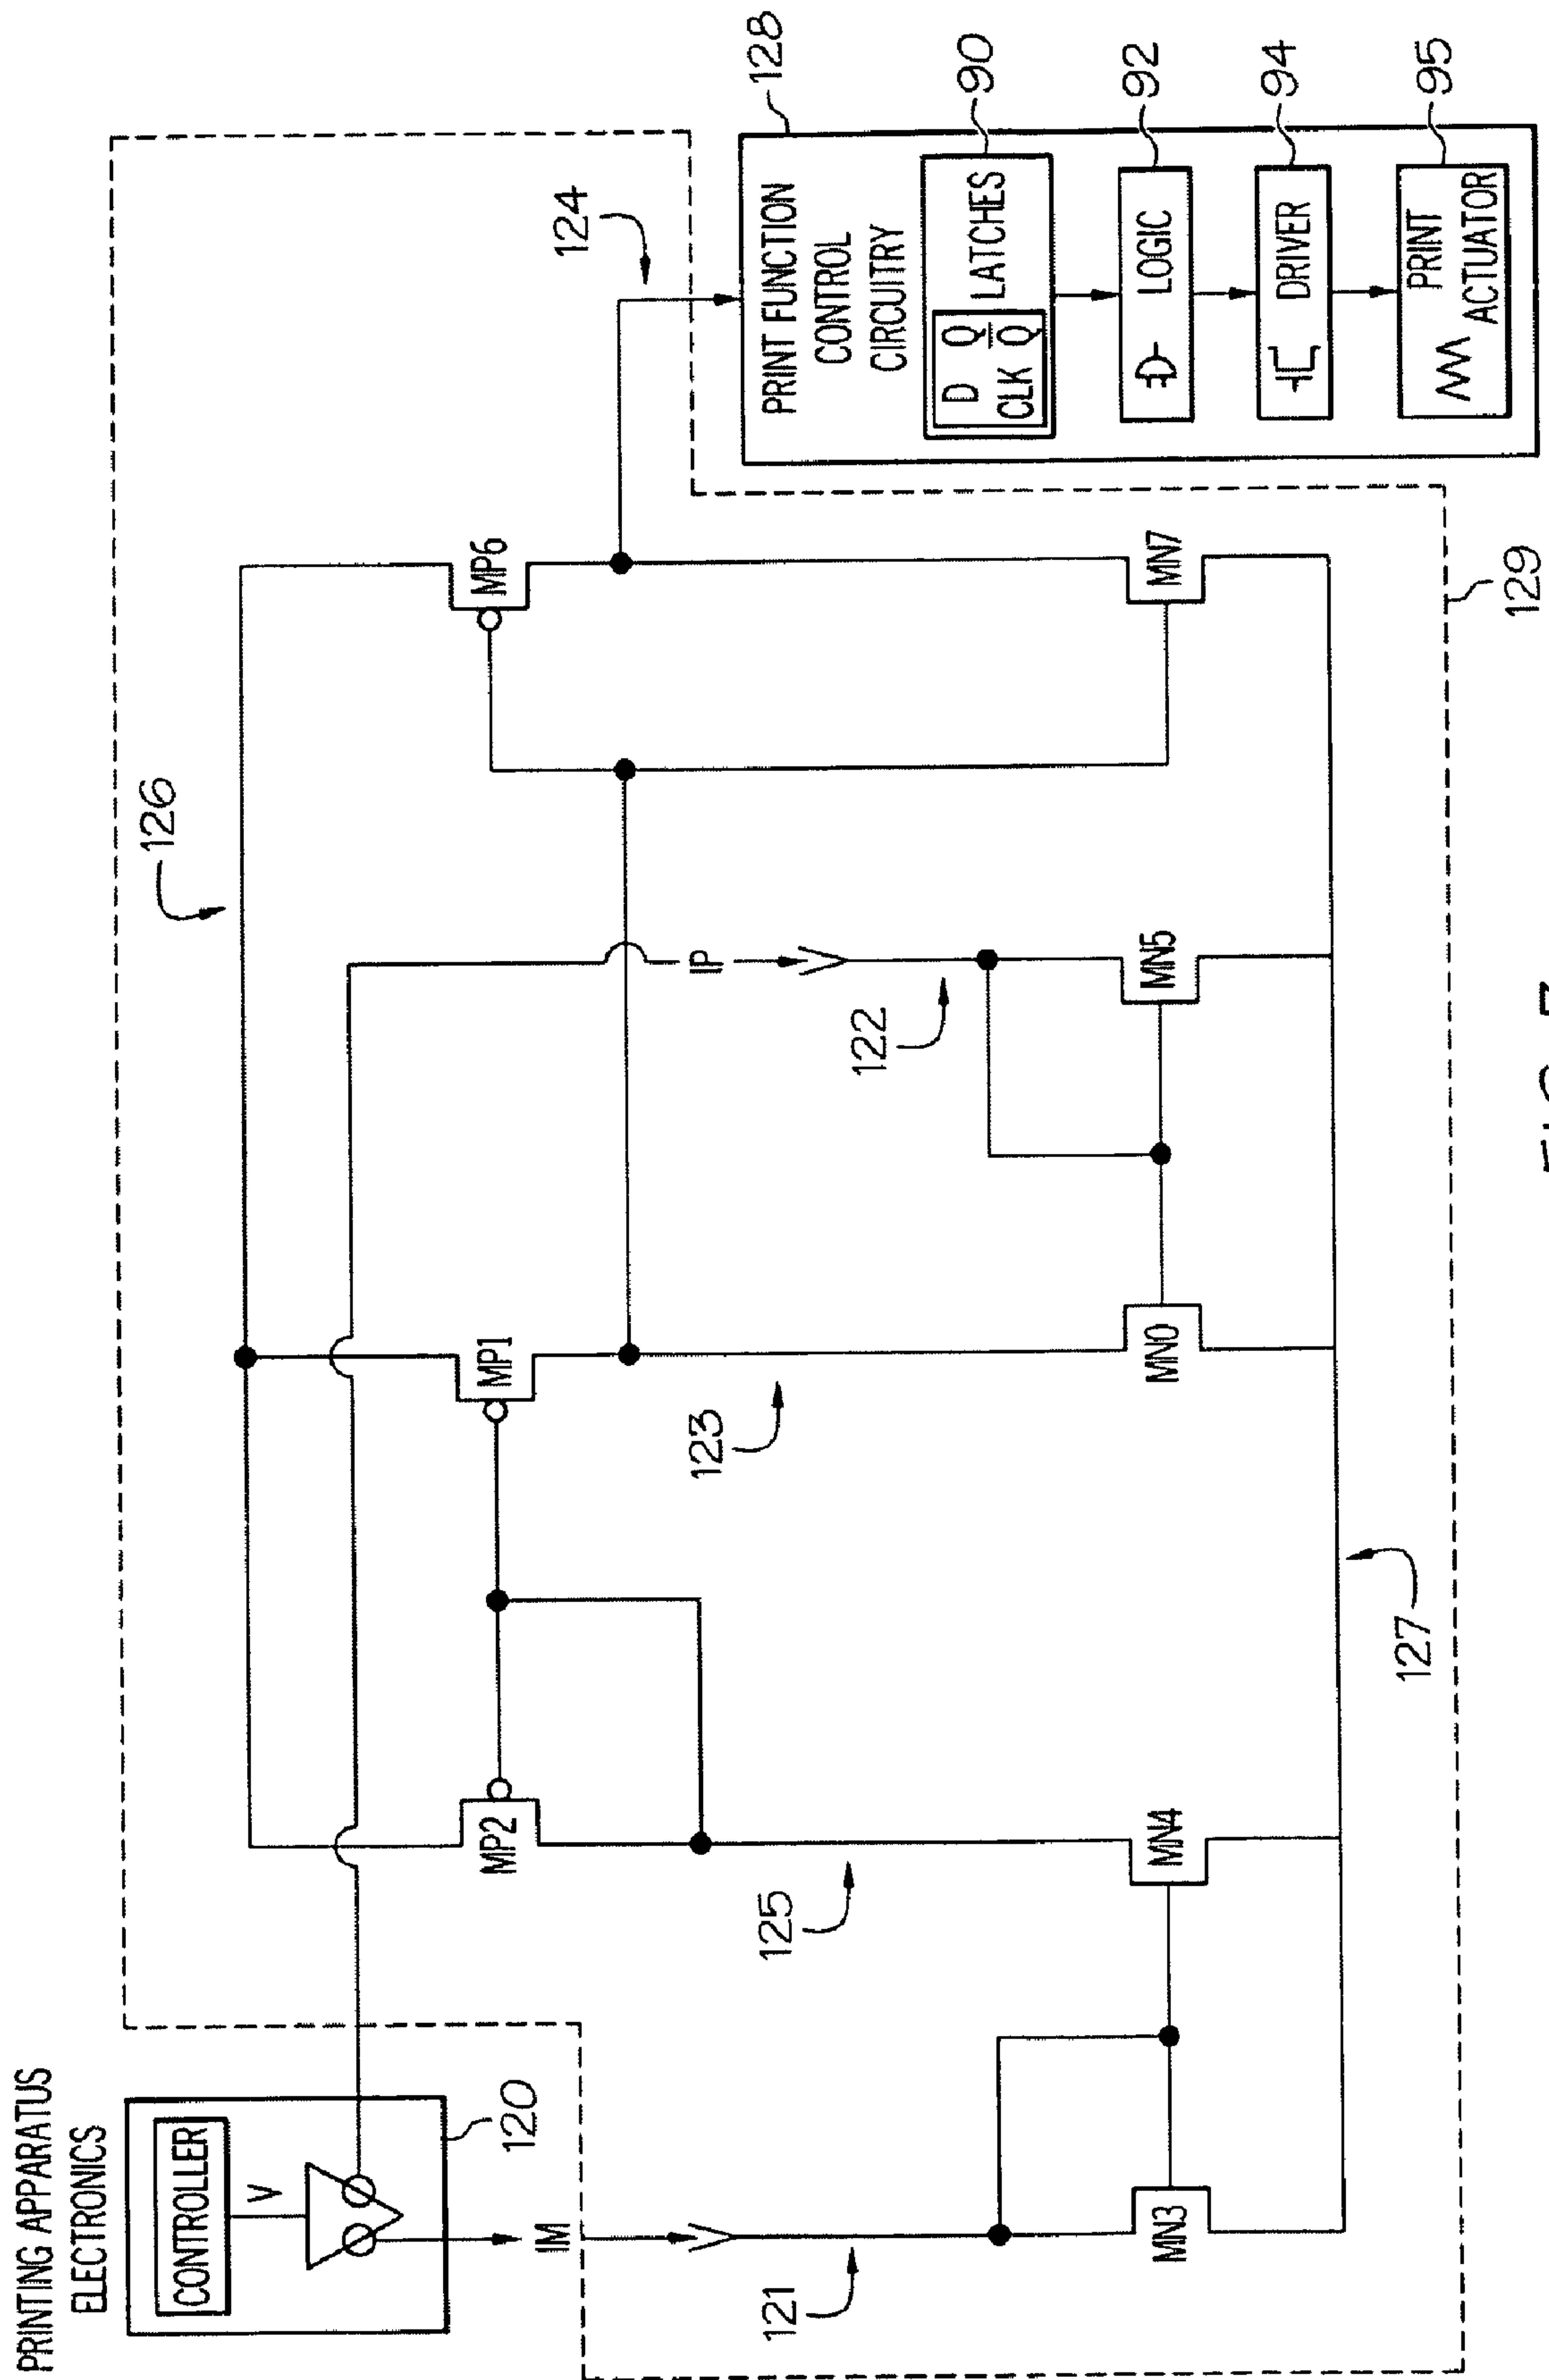 PRINTING APPARATUS
ELECTRONICS
CONTROLLER
V
120
IM
121
MN3
126
MP2
125
MN4
MP1
123
MN0
127
IP
122
MN5
MP6
MN7
124
129
128
PRINT FUNCTION
CONTROL
CIRCUITRY
D Q
CLK Q
LATCHES
90
LOGIC
92
DRIVER
94
PRINT
ACTUATOR
95